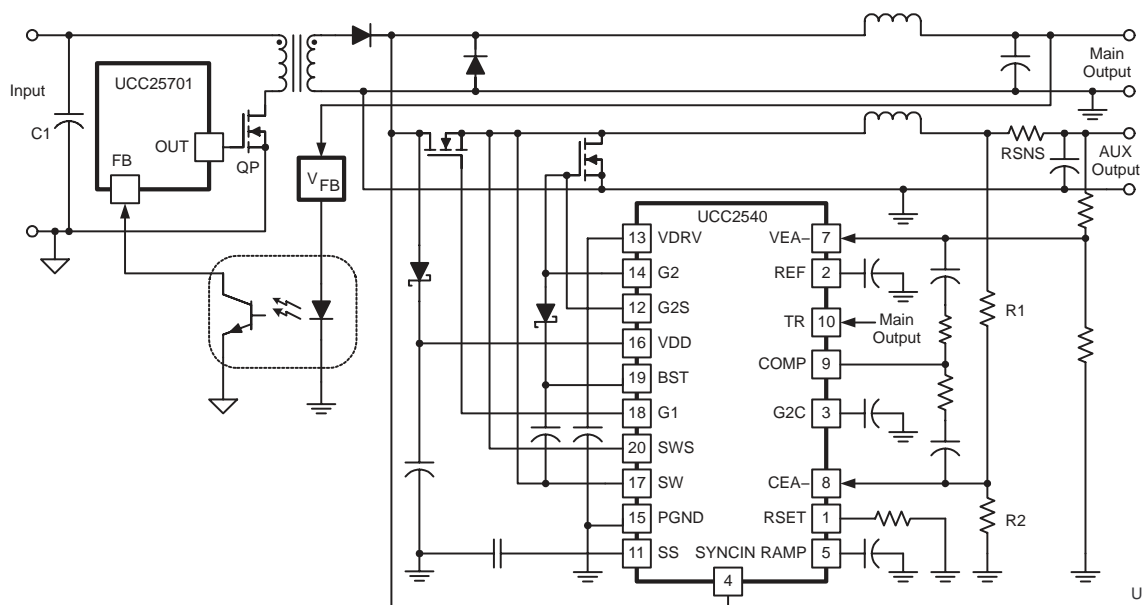 UCC25701
Input
C1
OUT
QP
FB
V FB
Main
Output
RSNS
AUX
Output
UCC2540
13 VDRV VEA− 7
14 G2 REF 2
12 G2S TR 10 Main
Output
16 VDD COMP 9
R1
19 BST
18 G1 G2C 3
20 SWS
17 SW CEA− 8
15 PGND RSET 1 R2
11 SS SYNCIN RAMP 5
4
U